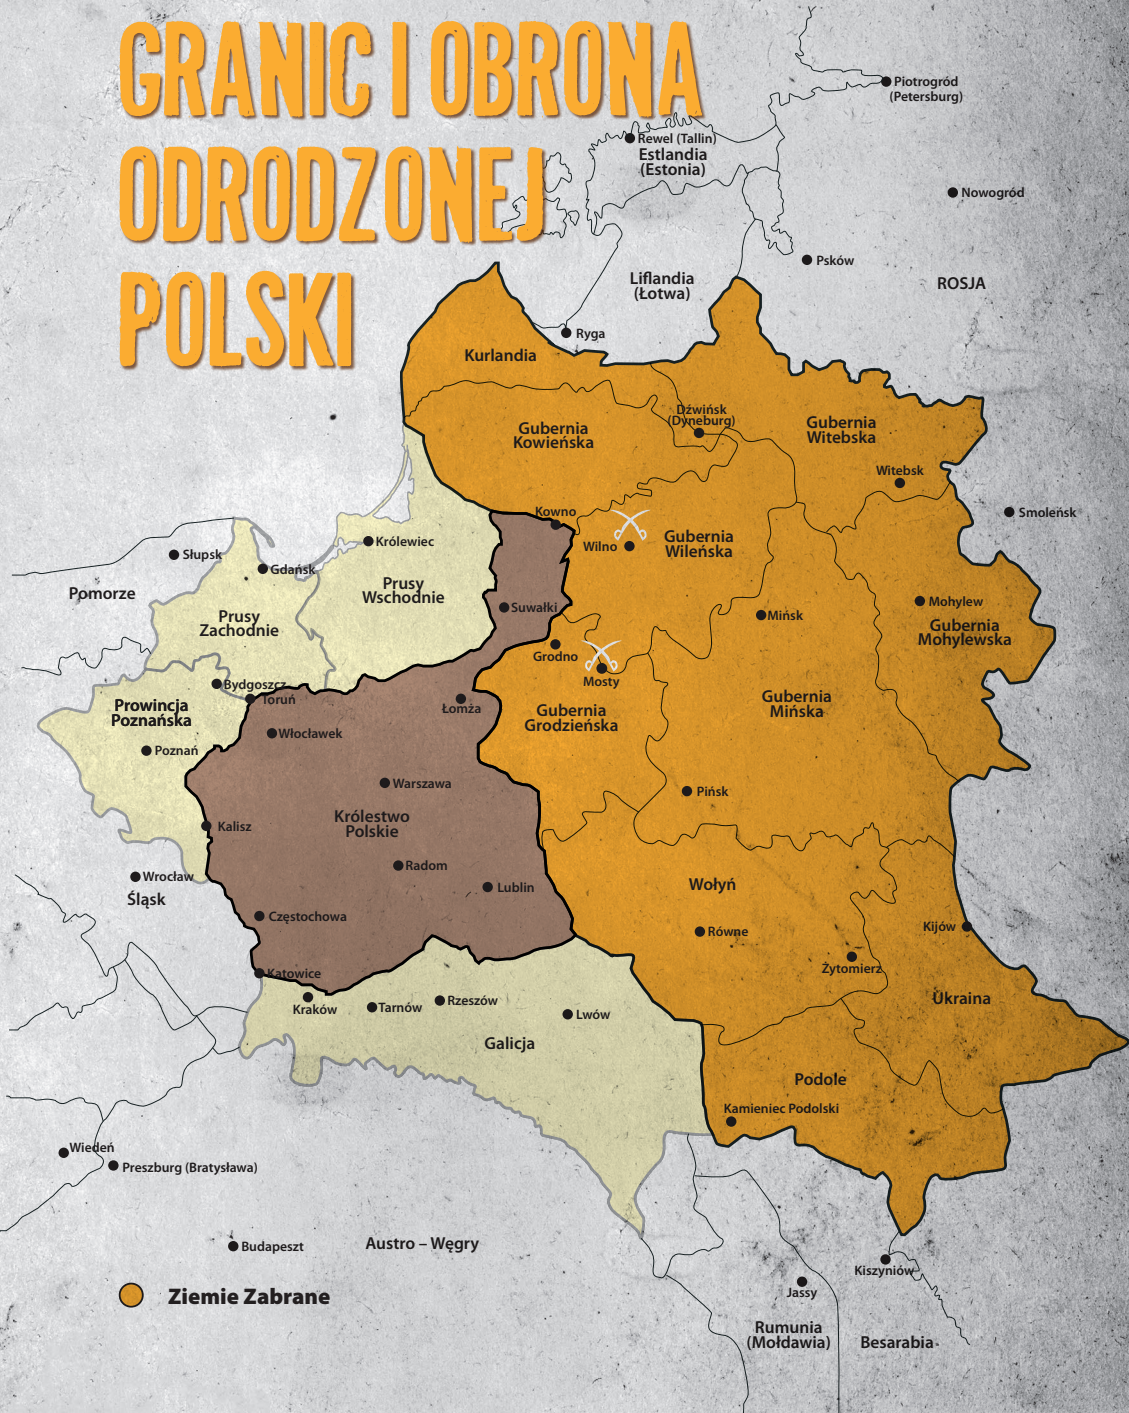 GRANIC I OBRONA
ODRODZONEJ
POLSKI
Piotrogród
(Petersburg)
Rewel (Tallin)
Estlandia
(Estonia)
Nowogród
Psków
ROSJA
Liflandia
(Łotwa)
Ryga
Kurlandia
Dźwińsk
(Dyneburg)
Gubernia
Kowieńska
Gubernia
Witebska
Witebsk
Smoleńsk
Kowno
Królewiec
Wilno
Gubernia
Wileńska
Słupsk
Gdańsk
Pomorze
Prusy
Wschodnie
Suwałki
Mohylew
Prusy
Zachodnie
Mińsk
Gubernia
Mohylewska
Grodno
Mosty
Bydgoszcz
Toruń
Prowincja
Poznańska
Łomża
Gubernia
Grodzieńska
Gubernia
Mińska
Włocławek
Poznań
Warszawa
Pińsk
Królestwo
Polskie
Kalisz
Radom
Wrocław
Śląsk
Lublin
Wołyń
Częstochowa
Równe
Kijów
Katowice
Żytomierz
Kraków
Tarnów
Rzeszów
Lwów
Ukraina
Galicja
Podole
Kamieniec Podolski
Wiedeń
Preszburg (Bratysława)
Budapeszt
Austro – Węgry
Kiszyniów
Jassy
Ziemie Zabrane
Rumunia
(Mołdawia)
Besarabia